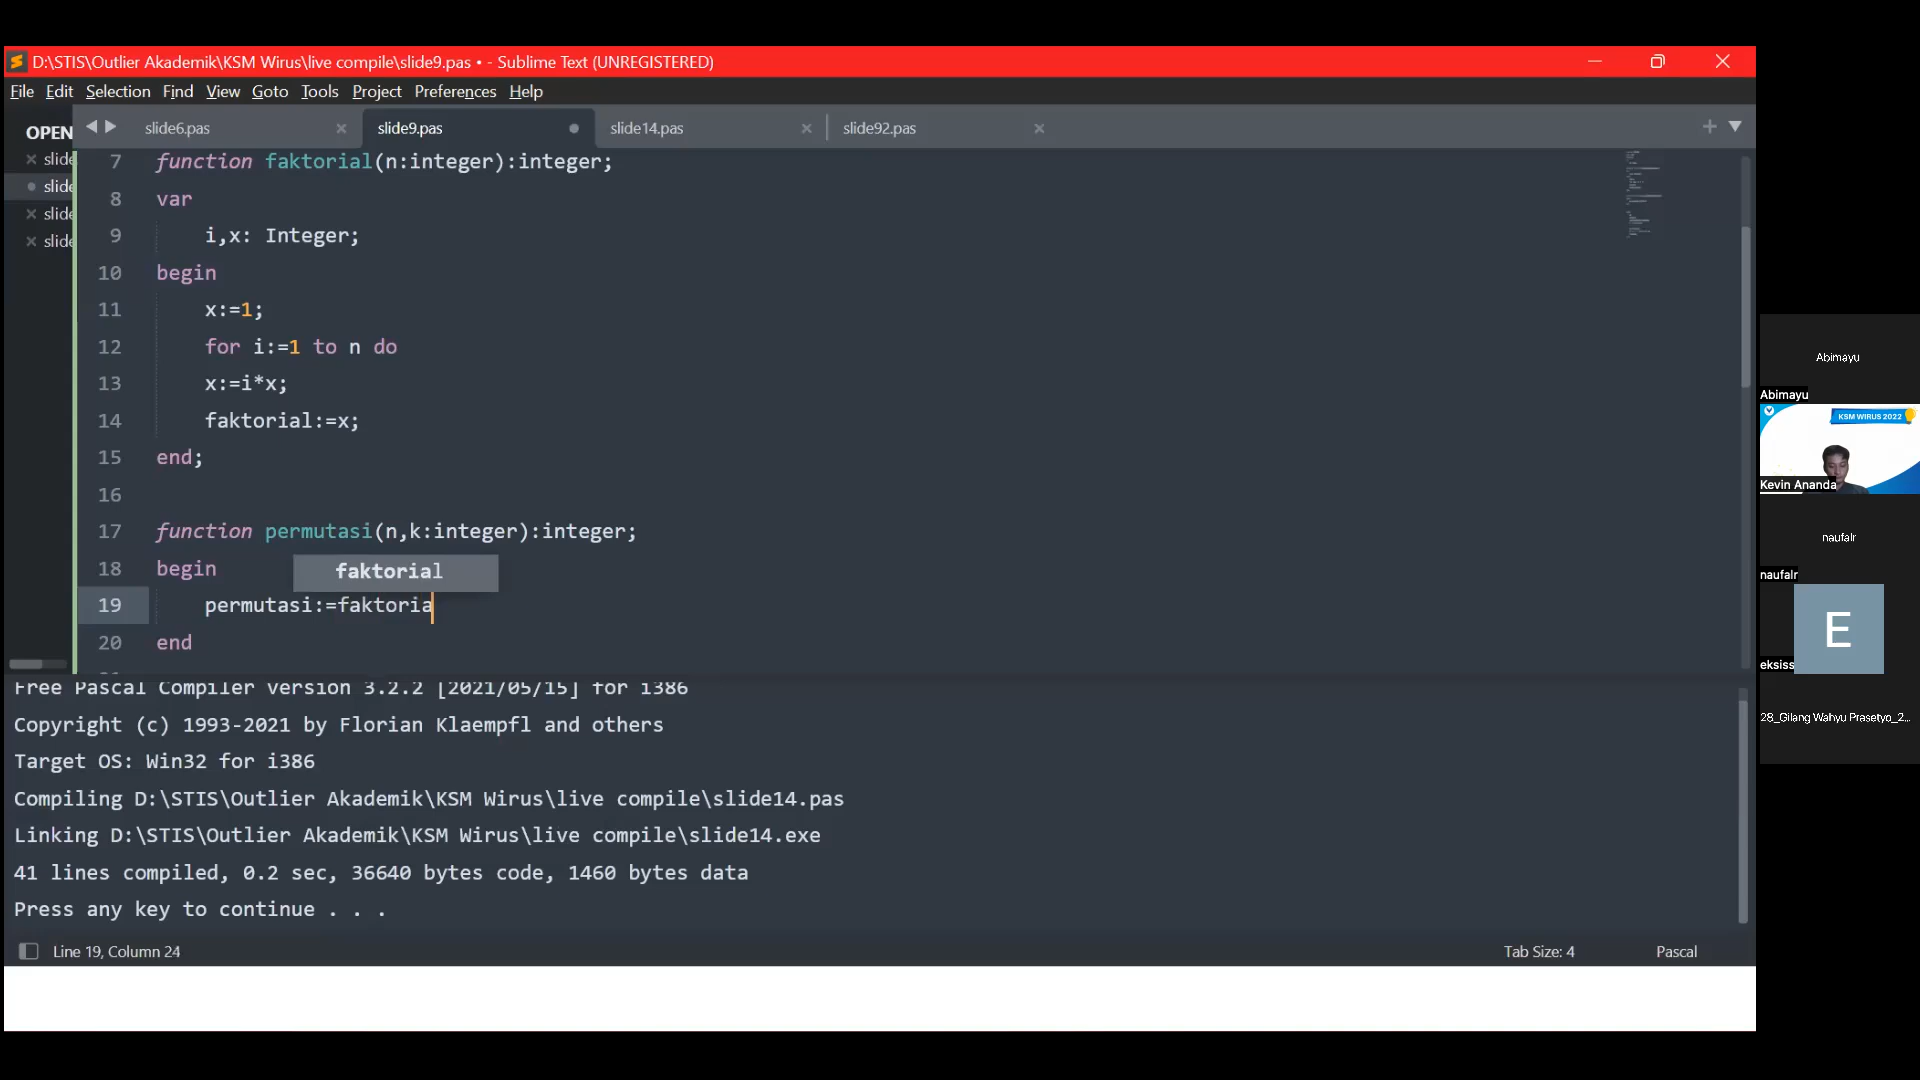 D:\STIS\Outlier Akademik\KSM Wirus\live compile\slide9.pas • - Sublime Text (UNREGISTERED)
File Edit Selection Find View Goto Tools Project Preferences Help
OPEN
slide6.pas
slide9.pas
slide14.pas
slide92.pas
slide
slide
slide
slide
7 function faktorial(n:integer):integer;
8 var
9 i,x: Integer;
10 begin
11 x:=1;
12 for i:=1 to n do
13 x:=i*x;
14 faktorial:=x;
15 end;
16
17 function permutasi(n,k:integer):integer;
18 begin
faktorial
19 permutasi:=faktoria
20 end
Free Pascal Compiler version 3.2.2 [2021/05/15] for i386
Copyright (c) 1993-2021 by Florian Klaempfl and others
Target OS: Win32 for i386
Compiling D:\STIS\Outlier Akademik\KSM Wirus\live compile\slide14.pas
Linking D:\STIS\Outlier Akademik\KSM Wirus\live compile\slide14.exe
41 lines compiled, 0.2 sec, 36640 bytes code, 1460 bytes data
Press any key to continue . . .
Line 19, Column 24
Tab Size: 4
Pascal
Abimayu
Abimayu
KSM WIRUS 2022
Kevin Ananda
naufalr
naufalr
E
eksiss
28_Gilang Wahyu Prasetyo_2...